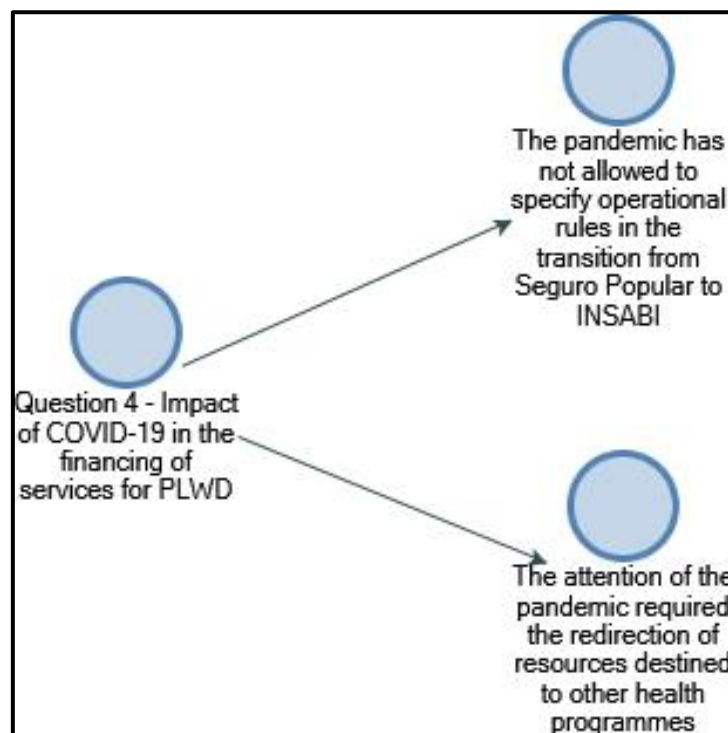 The pandemic has
not allowed to
specify operational
rules in the
transition from
Seguro Popular to
INSABI
Question 4 - Impact
of COVID-19 in the
financing of
services for PLWD
The attention of the
pandemic required
the redirection of
resources destined
to other health
programmes